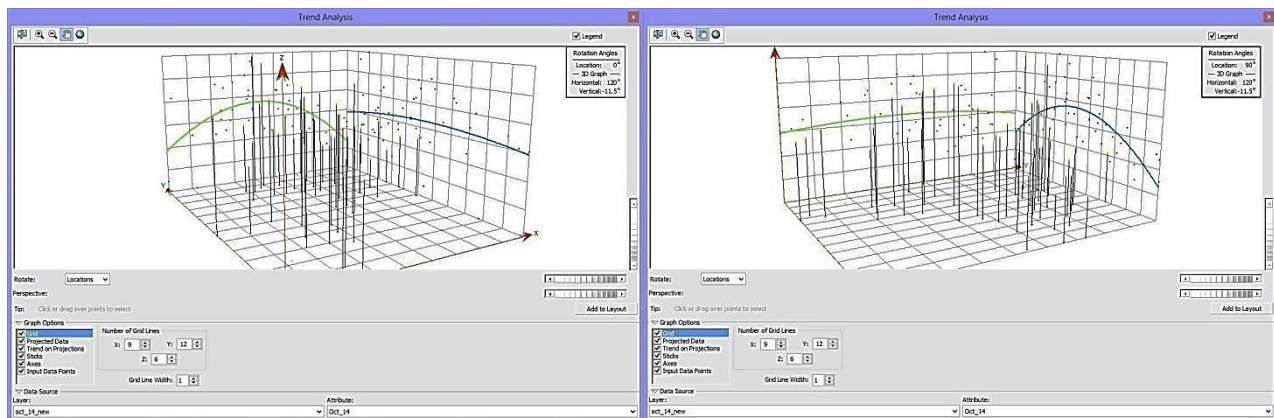 Trend Analysis
x
Legend
Z
Rotation Angles
Location: 0°
3D Graph
Horizontal: 120°
Vertical: -11.5°
Y
X
Rotate: Locations
Perspective:
Tip: Click or drag over points to select
Add to Layout
Graph Options
Grid
Projected Data
Trend on Projections
Sticks
Axes
Input Data Points
Number of Grid Lines
X: 9 Y: 12
Z: 6
Grid Line Width: 1
Data Source
Layer: Attribute:
oct_14_new Oct_14
Trend Analysis
x
Legend
Rotation Angles
Location: 90°
3D Graph
Horizontal: 120°
Vertical: -11.5°
Y
Rotate: Locations
Perspective:
Tip: Click or drag over points to select
Add to Layout
Graph Options
Grid
Projected Data
Trend on Projections
Sticks
Axes
Input Data Points
Number of Grid Lines
X: 9 Y: 12
Z: 6
Grid Line Width: 1
Data Source
Layer: Attribute:
oct_14_new Oct_14